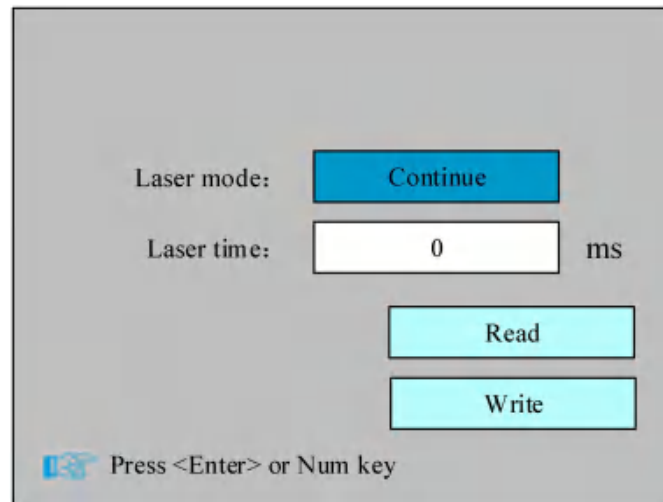 Laser mode: Continue
Laser time: 0 ms
Read
Write
Press <Enter> or Num key